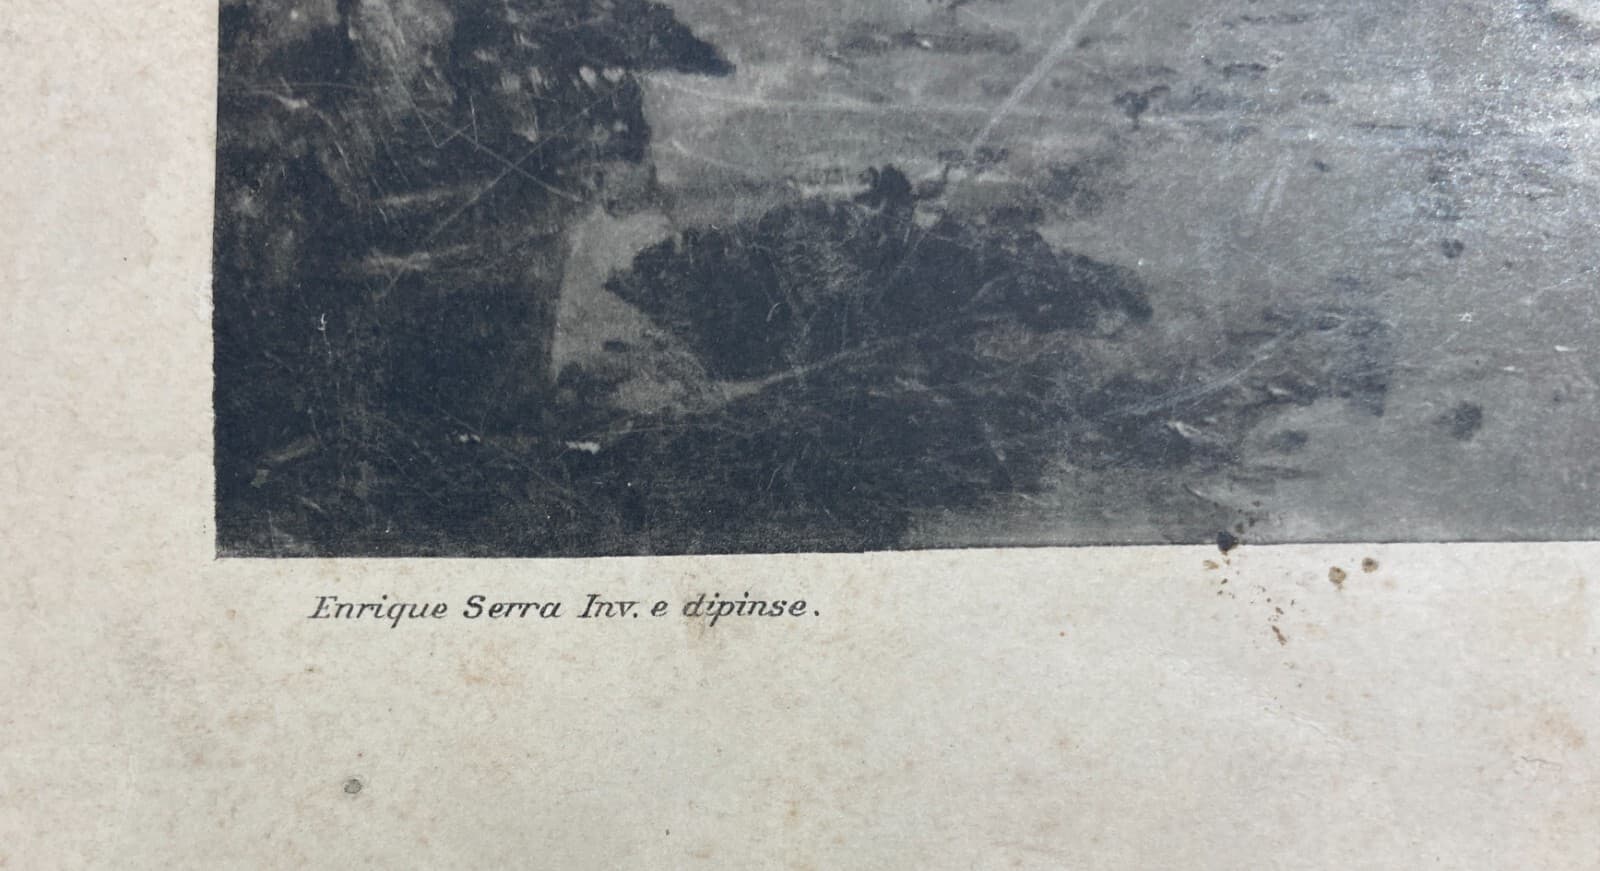 Enrique Serra Inv. e dipinse.